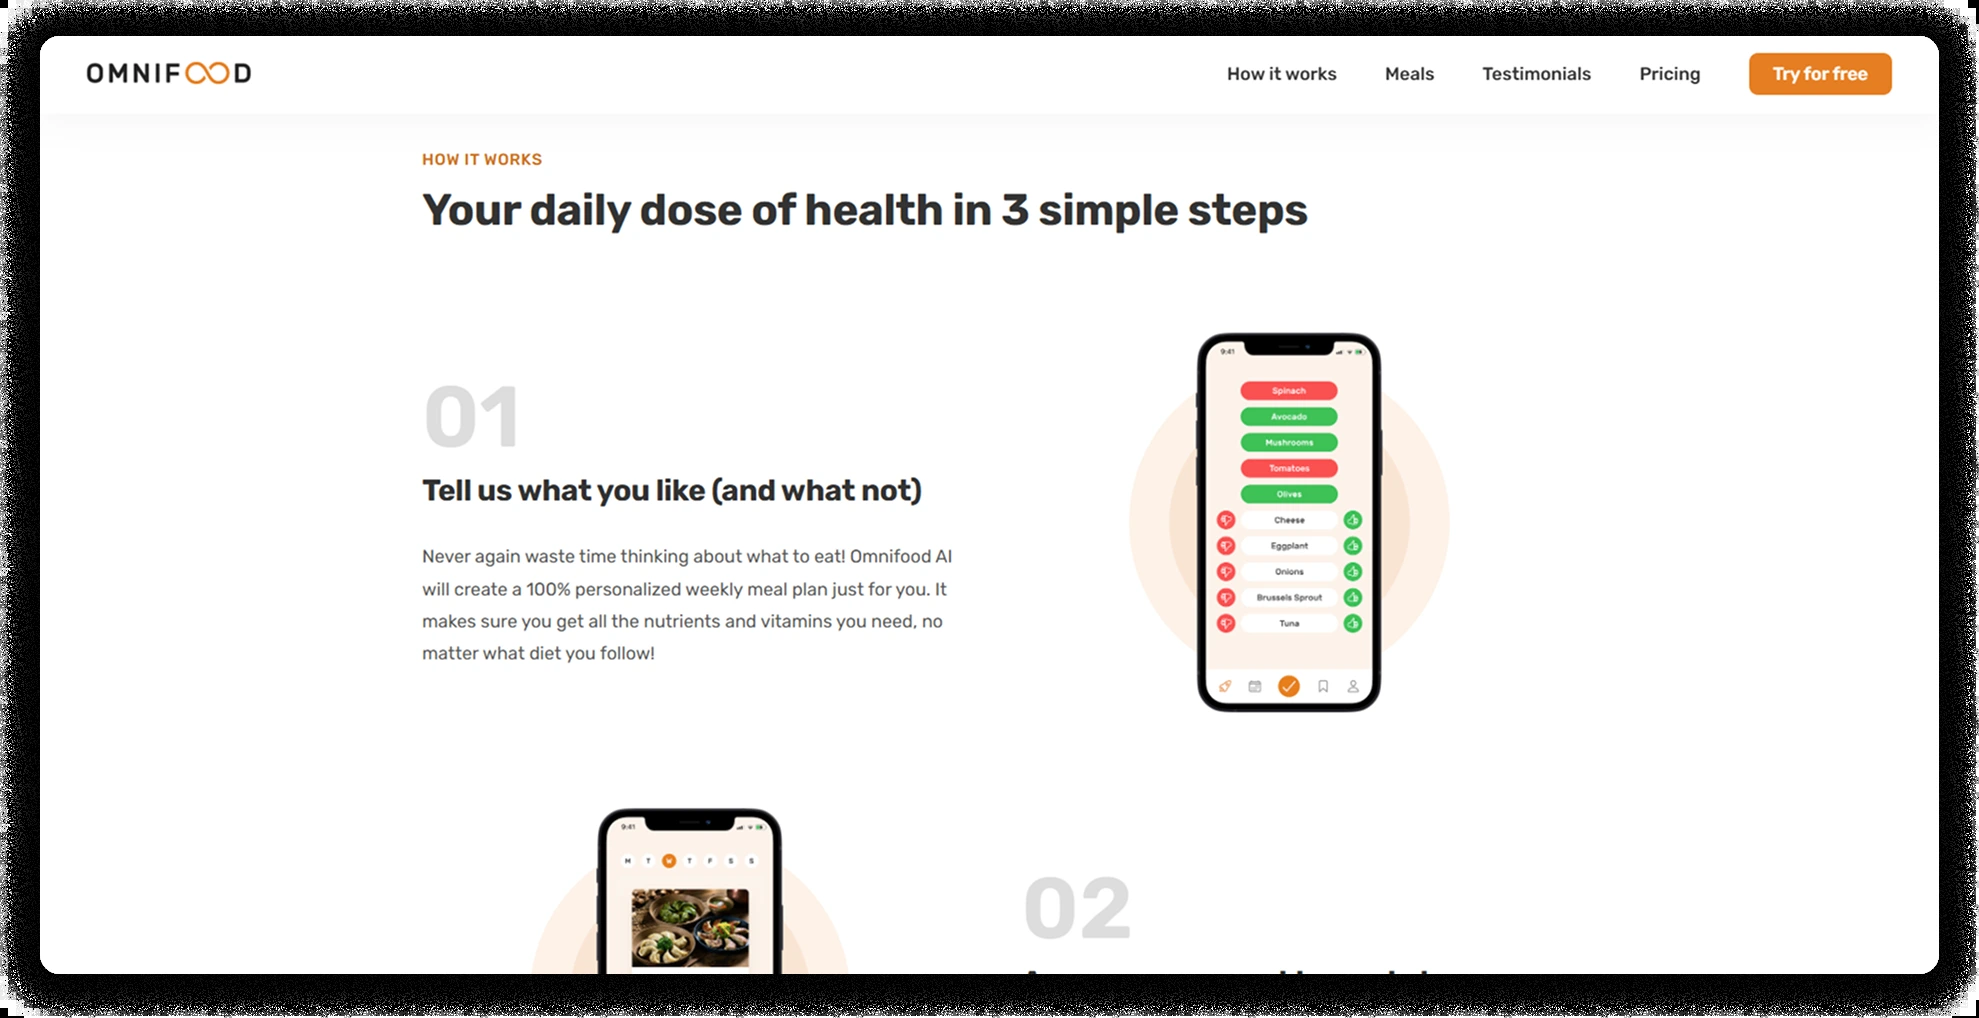 OMNIFOOD
How it works Meals Testimonials Pricing Try for free
HOW IT WORKS
Your daily dose of health in 3 simple steps
01
Tell us what you like (and what not)
Never again waste time thinking about what to eat! Omnifood AI
will create a 100% personalized weekly meal plan just for you. It
makes sure you get all the nutrients and vitamins you need, no
matter what diet you follow!
9:41
Spinach
Avocado
Mushrooms
Tomatoes
Olives
Cheese
Eggplant
Onions
Brussels Sprout
Tuna
9:41
M T W T F S S
02